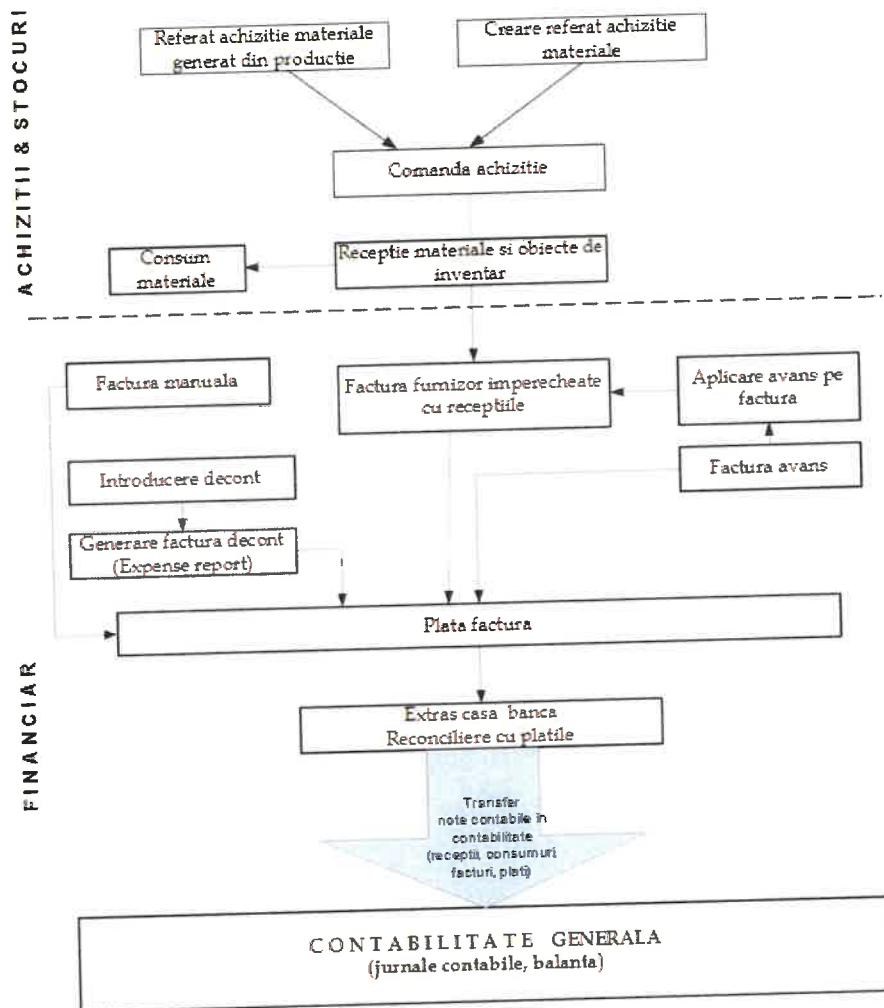 ACHIZITII & STOCURI
Referat achizitie materiale
generat din productie
Creare referat achizitie
materiale
Comanda achizitie
Consum
materiale
Receptie materiale si obiecte de
inventar
FINANCIAR
Factura manuala
Factura furnizor imperecheate
cu receptiile
Aplicare avans pe
factura
Introducere decont
Factura avans
Generare factura decont
(Expense report)
Plata factura
Extras casa banca
Reconciliere cu platile
Transfer
note contabile in
contabilitate
(receptii, consumuri
facturi, plati)
CONTABILITATE GENERALA
(jurnale contabile, balanta)